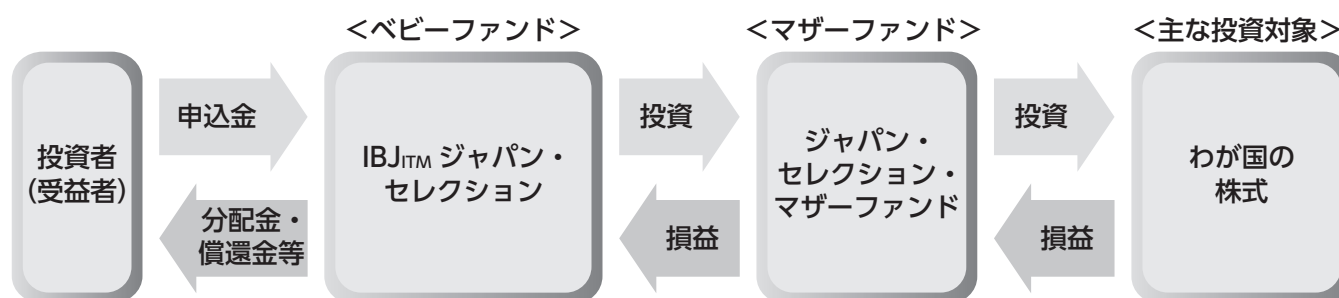 ＜ベビーファンド＞
＜マザーファンド＞
＜主な投資対象＞
投資者
(受益者)
申込金
分配金・
償還金等
IBJITM ジャパン・
セレクション
投資
損益
ジャパン・
セレクション・
マザーファンド
投資
損益
わが国の
株式